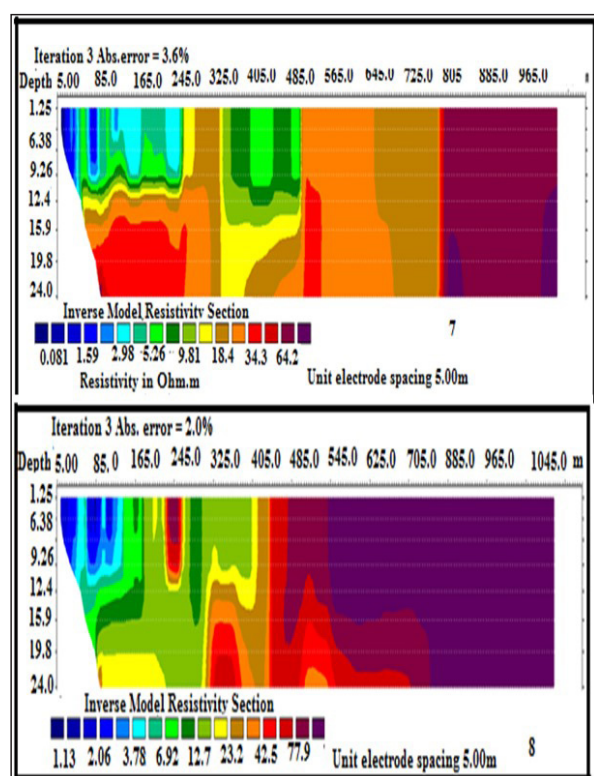 Iteration 3 Abs.error = 3.6%
Depth 5.00 85.0 165.0 245.0 325.0 405.0 485.0 565.0 645.0 725.0 805 885.0 965.0 m
1.25
6.38
9.26
12.4
15.9
19.8
24.0
Inverse Model Resistivity Section
0.081 1.59 2.98 5.26 9.81 18.4 34.3 64.2
7
Resistivity in Ohm.m Unit electrode spacing 5.00m
Iteration 3 Abs. error = 2.0%
Depth 5.00 85.0 165.0 245.0 325.0 405.0 485.0 545.0 625.0 705.0 885.0 965.0 1045.0 m
1.25
6.38
9.26
12.4
15.9
19.8
24.0
Inverse Model Resistivity Section
1.13 2.06 3.78 6.92 12.7 23.2 42.5 77.9
Unit electrode spacing 5.00m 8